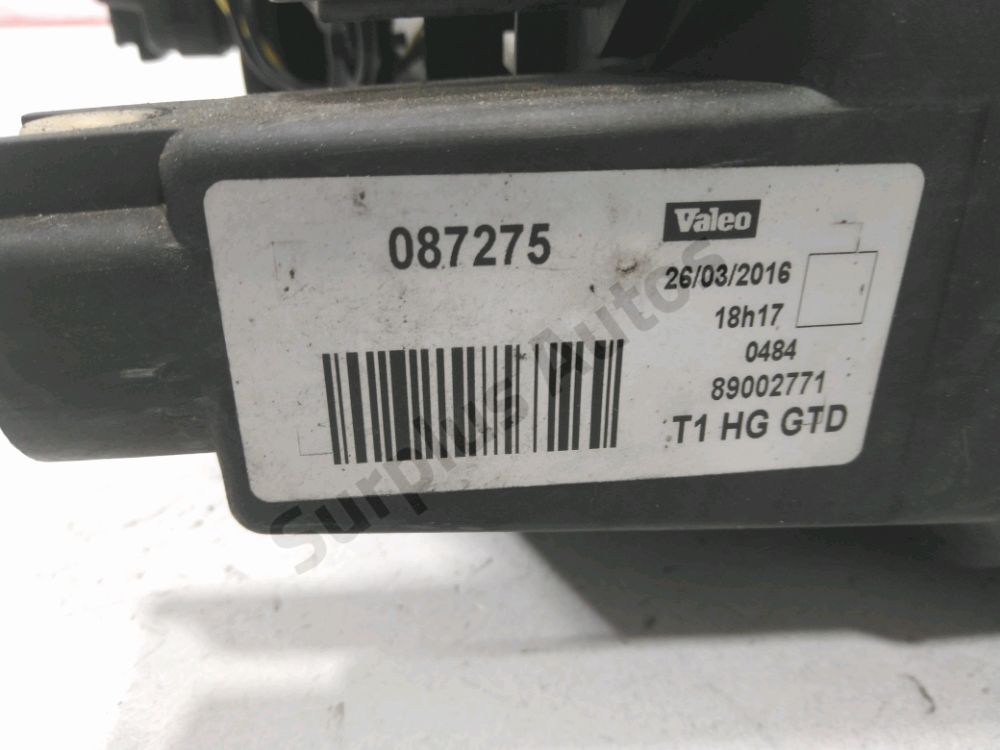 087275
Valeo
26/03/2016
18h17
0484
89002771
T1 HG GTD
Surplus Autos